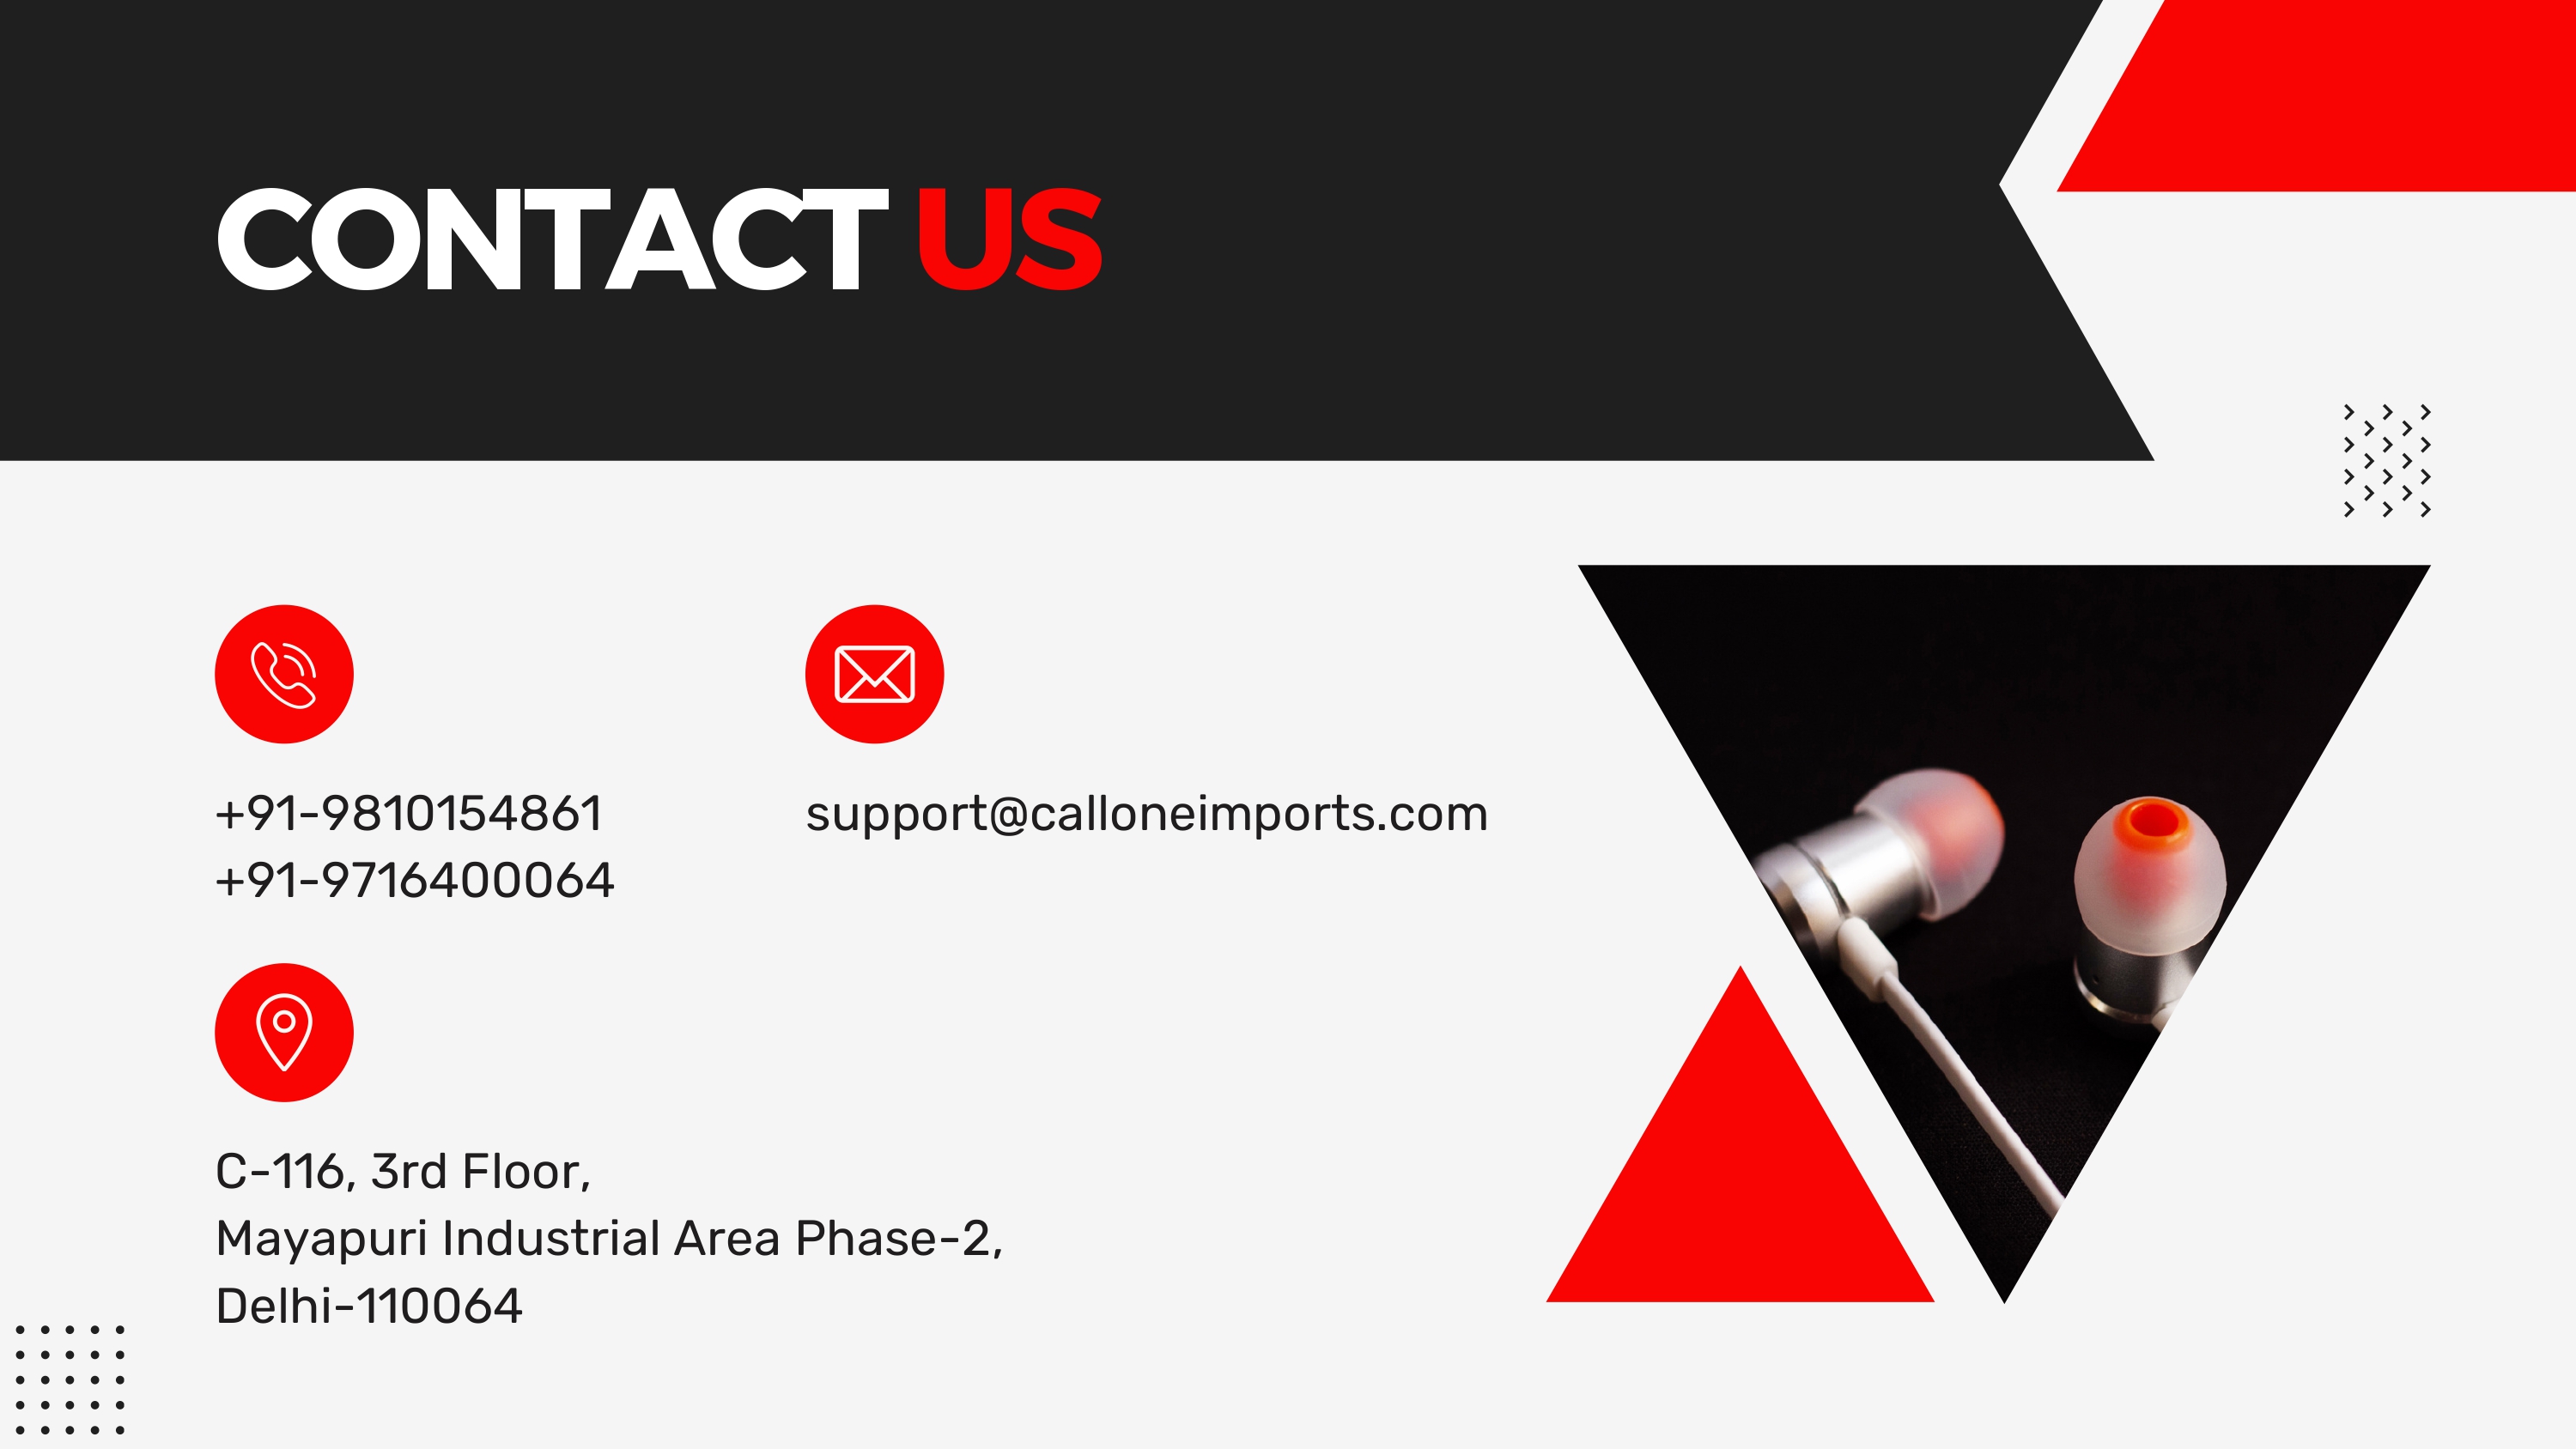 CONTACT US
+91-9810154861
+91-9716400064
support@calloneimports.com
C-116, 3rd Floor,
Mayapuri Industrial Area Phase-2,
Delhi-110064